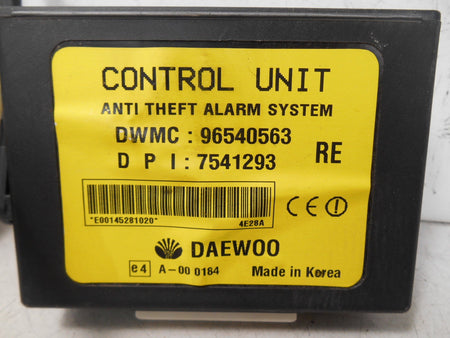 CONTROL UNIT
ANTI THEFT ALARM SYSTEM
DWMC : 96540563
D P I : 7541293 RE
*E00145281020* 4E28A
CE
DAEWOO
e4 A-00 0184 Made in Korea